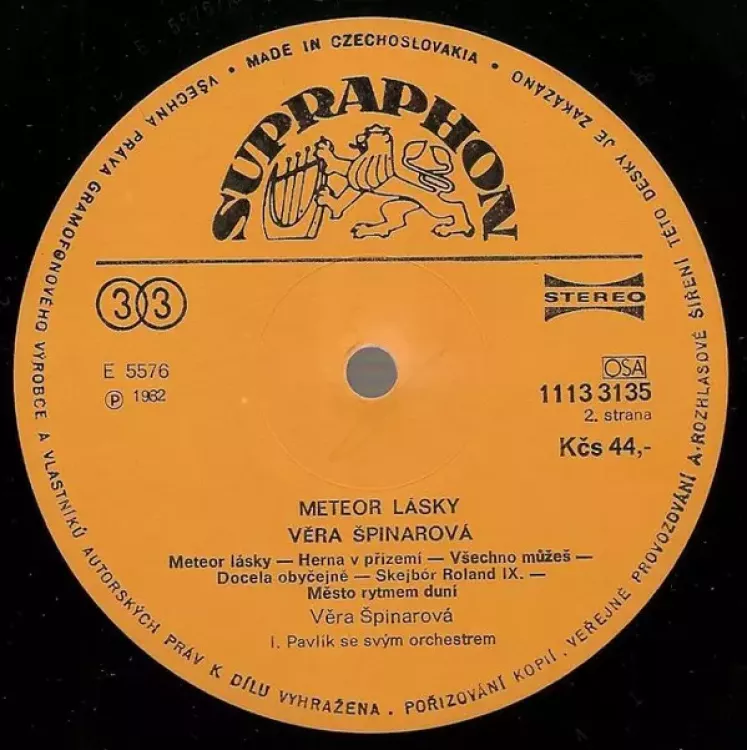 • MADE IN CZECHOSLOVAKIA •
VŠECHNA PRÁVA GRAMOFONOVÉHO VÝROBCE A VLASTNÍKŮ AUTORSKÝCH PRÁV K DÍLU VYHRAŽENA. POŘIZOVÁNÍ KOPIÍ. VEŘEJNÉ PROVOZOVÁNÍ A ROZHLASOVÉ ŠÍŘENÍ TÉTO DESKY JE ZAKÁZÁNO
SUPRAPHON
33
STEREO
E 5576
OSA
℗ 1982
1113 3135
2. strana
Kčs 44,-
METEOR LÁSKY
VĚRA ŠPINAROVÁ
Meteor lásky — Herna v přízemí — Všechno můžeš —
Docela obyčejně — Skejbór Roland IX. —
Město rytmem duní
Věra Špinarová
I. Pavlík se svým orchestrem